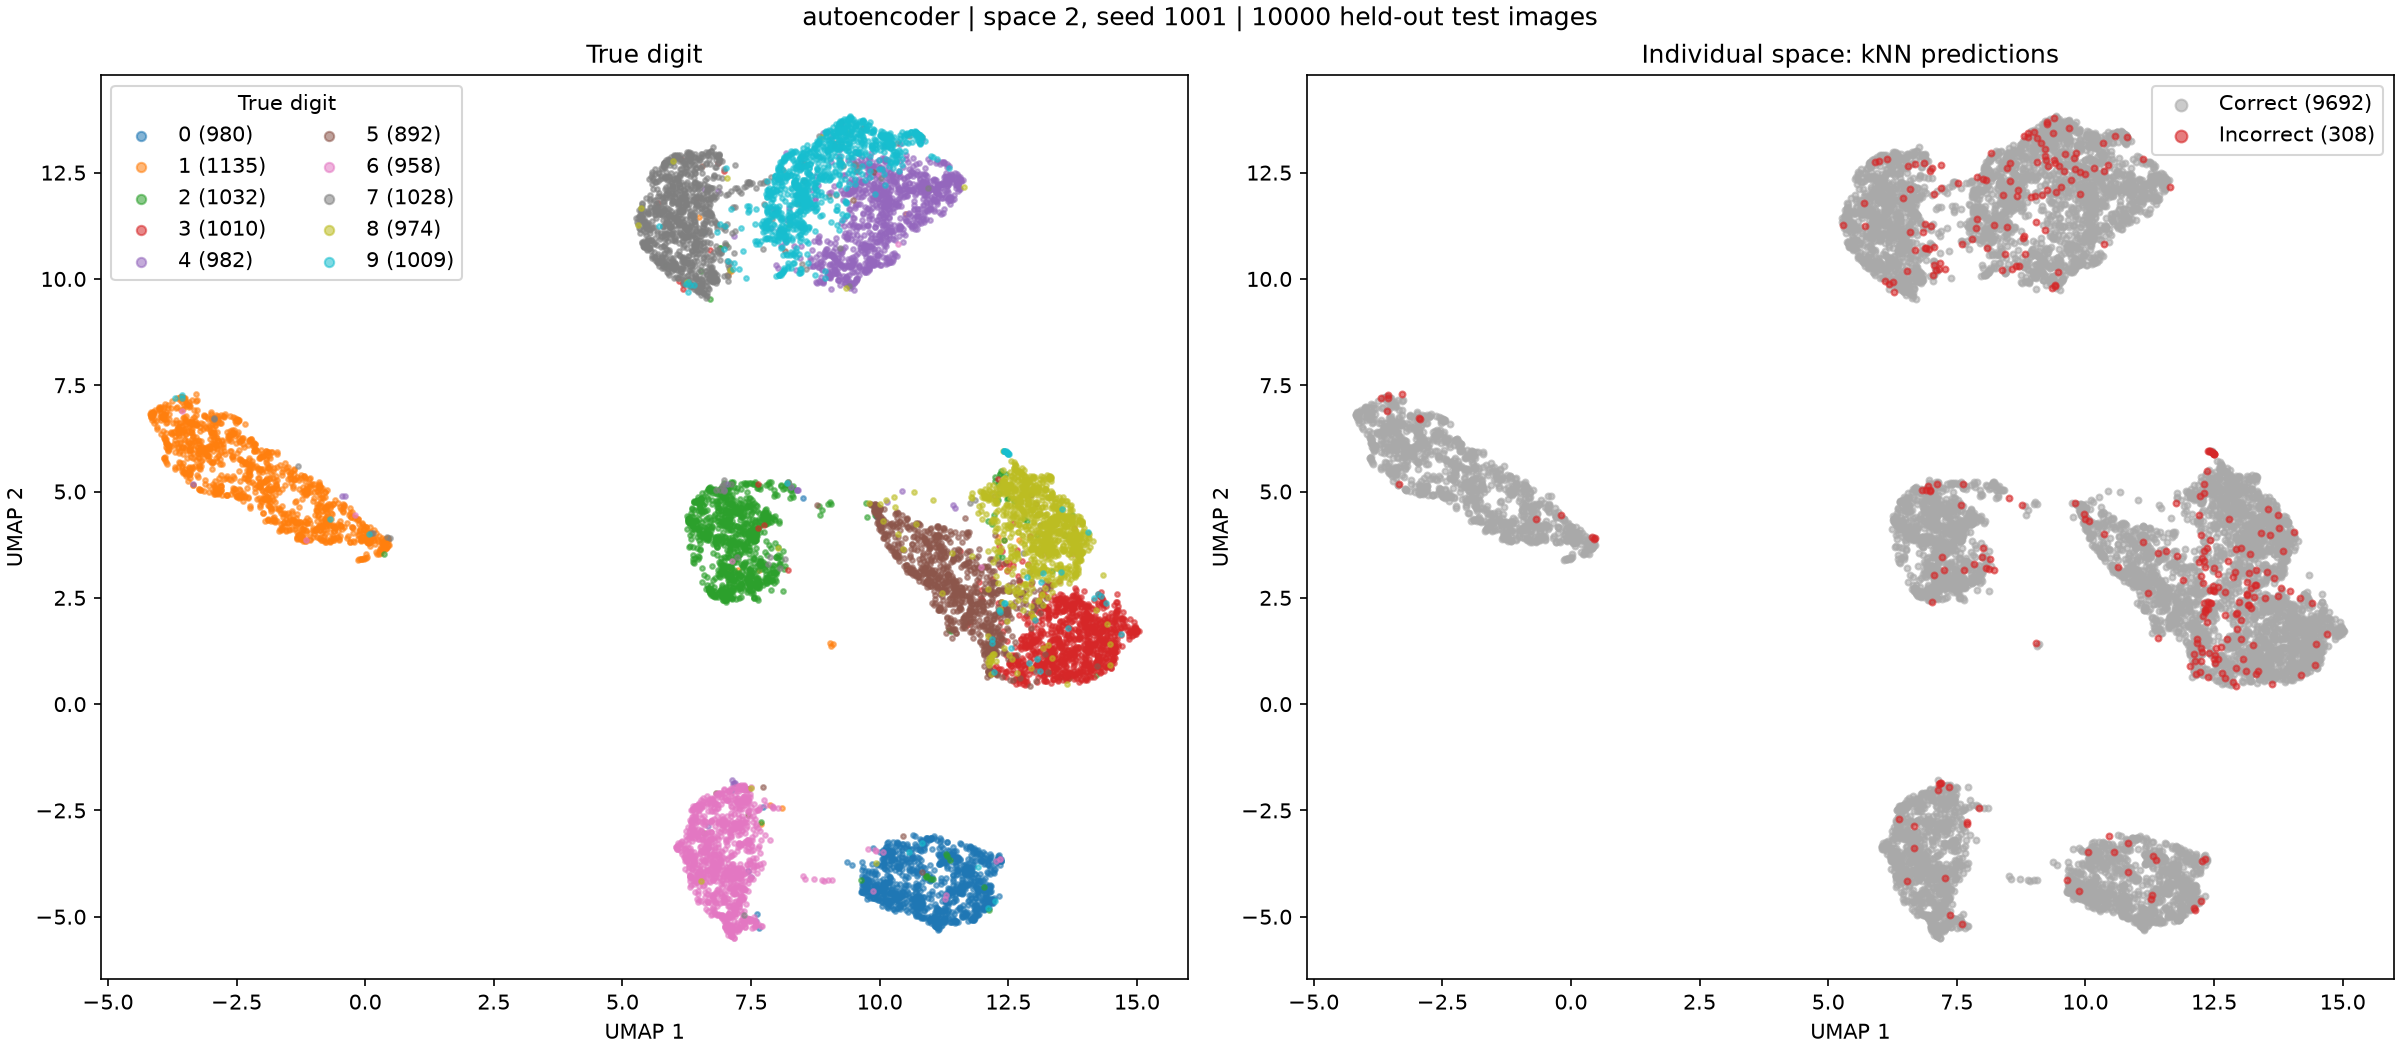 autoencoder | space 2, seed 1001 | 10000 held-out test images
True digit
True digit
0 (980)
1 (1135)
2 (1032)
3 (1010)
4 (982)
5 (892)
6 (958)
7 (1028)
8 (974)
9 (1009)
12.5
10.0
7.5
5.0
2.5
0.0
−2.5
−5.0
UMAP 2
−5.0 −2.5 0.0 2.5 5.0 7.5 10.0 12.5 15.0
UMAP 1
Individual space: kNN predictions
Correct (9692)
Incorrect (308)
12.5
10.0
7.5
5.0
2.5
0.0
−2.5
−5.0
UMAP 2
−5.0 −2.5 0.0 2.5 5.0 7.5 10.0 12.5 15.0
UMAP 1